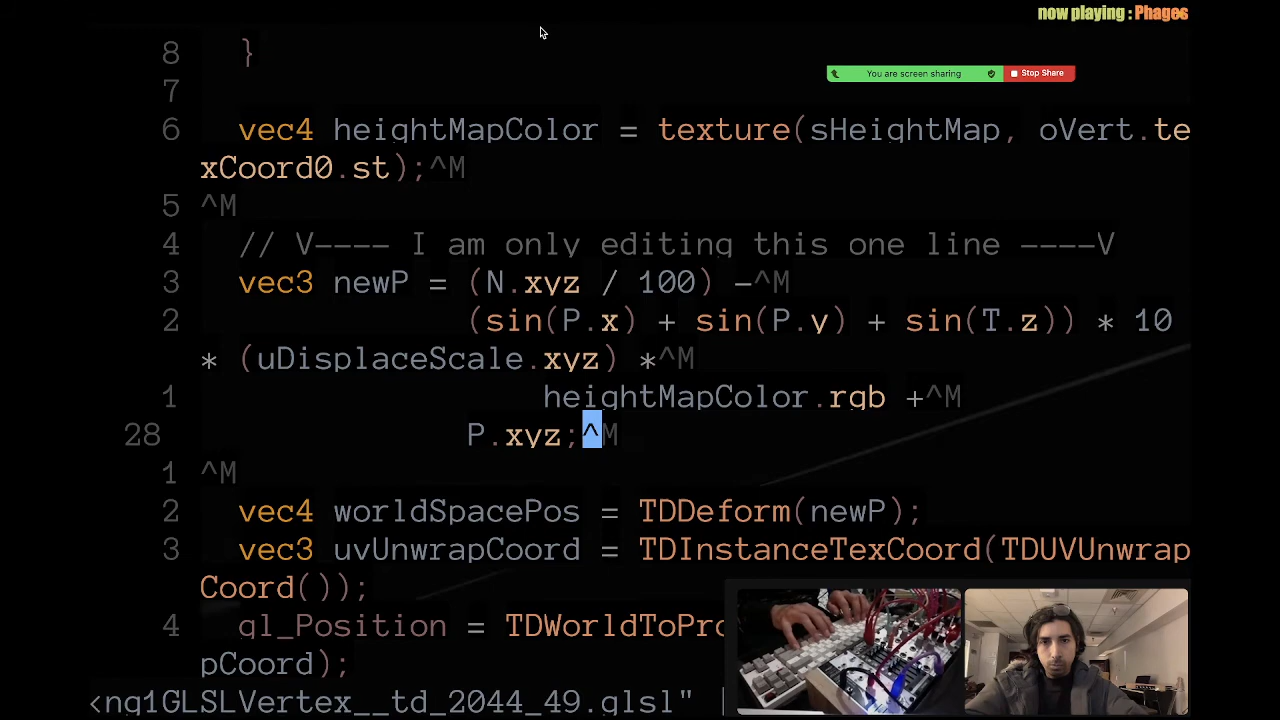 now playing : Phages
8 }
You are screen sharing Stop Share
7
6 vec4 heightMapColor = texture(sHeightMap, oVert.te
xCoord0.st);^M
5 ^M
4 // V---- I am only editing this one line ----V
3 vec3 newP = (N.xyz / 100) -^M
2 (sin(P.x) + sin(P.y) + sin(T.z)) * 10
* (uDisplaceScale.xyz) *^M
1 heightMapColor.rgb +^M
28 P.xyz;^M
1 ^M
2 vec4 worldSpacePos = TDDeform(newP);
3 vec3 uvUnwrapCoord = TDInstanceTexCoord(TDUVUnwrap
Coord());
4 gl_Position = TDWorldToPro
pCoord);
<ng1GLSLVertex__td_2044_49.glsl"